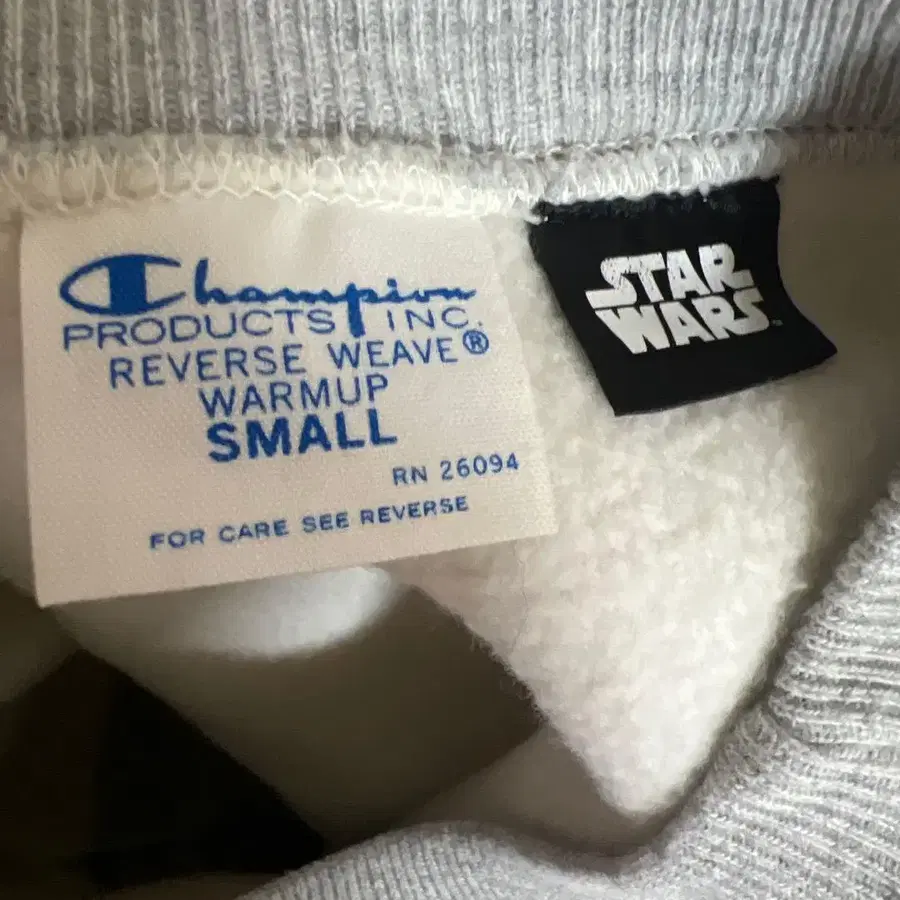 Champion
PRODUCTS INC.
REVERSE WEAVE®
WARMUP
SMALL
RN 26094
FOR CARE SEE REVERSE
STAR
WARS